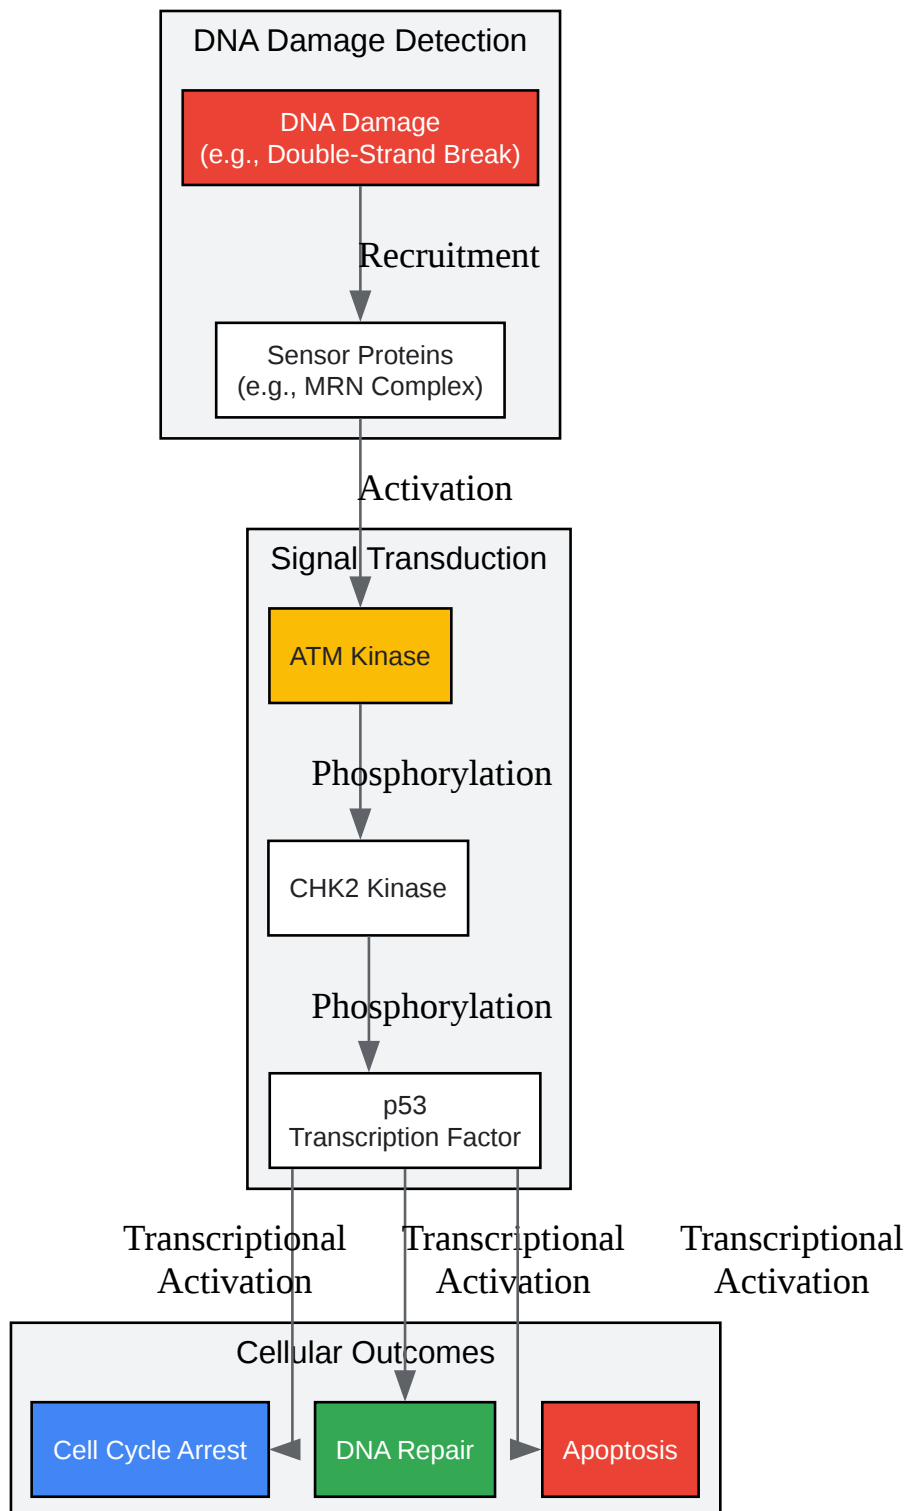 DNA Damage Detection
DNA Damage
(e.g., Double-Strand Break)
Recruitment
Sensor Proteins
(e.g., MRN Complex)
Activation
Signal Transduction
ATM Kinase
Phosphorylation
CHK2 Kinase
Phosphorylation
p53
Transcription Factor
Transcriptional
Activation
Transcriptional
Activation
Transcriptional
Activation
Cellular Outcomes
Cell Cycle Arrest
DNA Repair
Apoptosis